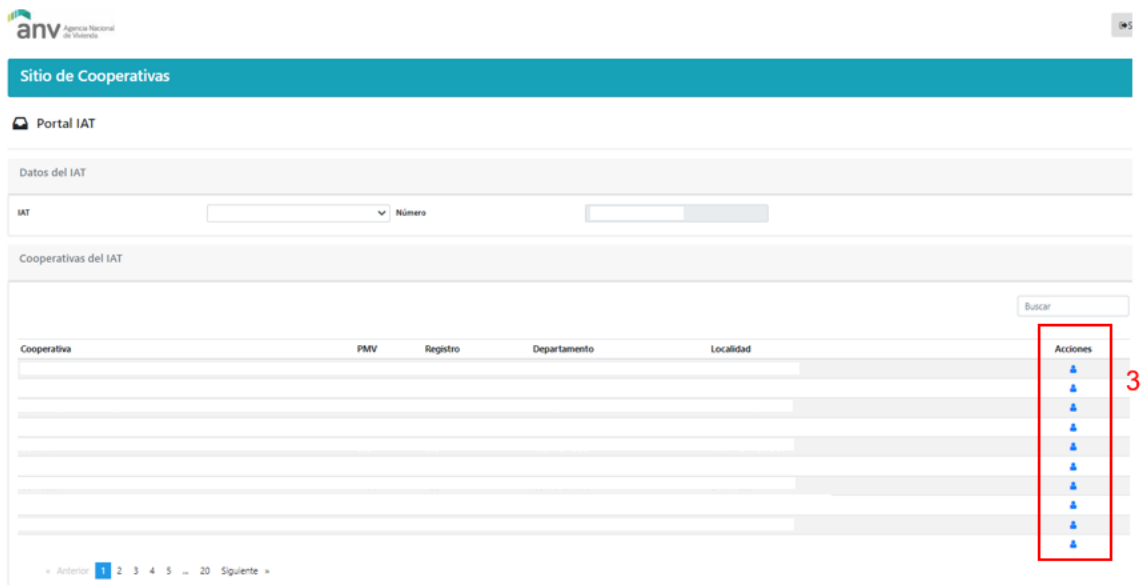 anv Agencia Nacional
de Vivienda
Sitio de Cooperativas
Portal IAT
Datos del IAT
IAT Número
Cooperativas del IAT
Buscar
Cooperativa PMV Registro Departamento Localidad Acciones
3
« Anterior 1 2 3 4 5 ... 20 Siguiente »